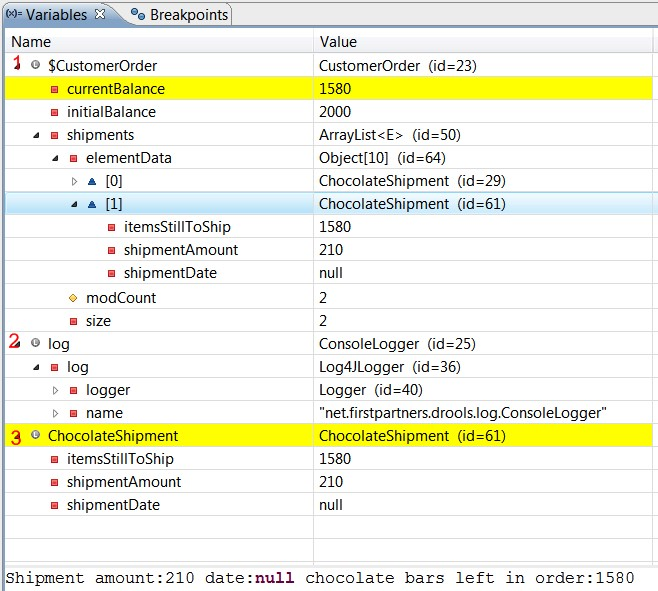 (x)= Variables Breakpoints
Name Value
1 $CustomerOrder CustomerOrder (id=23)
currentBalance 1580
initialBalance 2000
shipments ArrayList<E> (id=50)
elementData Object[10] (id=64)
[0] ChocolateShipment (id=29)
[1] ChocolateShipment (id=61)
itemsStillToShip 1580
shipmentAmount 210
shipmentDate null
modCount 2
size 2
2 log ConsoleLogger (id=25)
log Log4JLogger (id=36)
logger Logger (id=40)
name "net.firstpartners.drools.log.ConsoleLogger"
3 ChocolateShipment ChocolateShipment (id=61)
itemsStillToShip 1580
shipmentAmount 210
shipmentDate null
Shipment amount:210 date:null chocolate bars left in order:1580